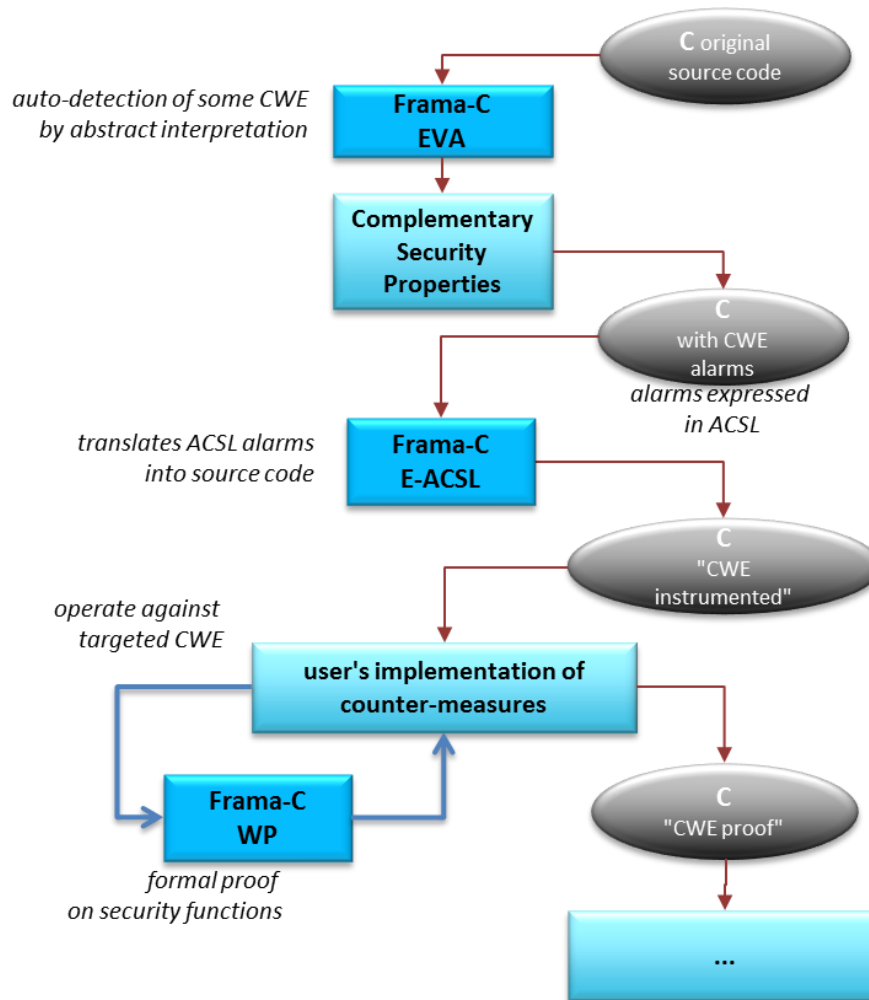 C original
source code
auto-detection of some CWE
by abstract interpretation
Frama-C
EVA
Complementary
Security
Properties
C
with CWE
alarms
alarms expressed
in ACSL
translates ACSL alarms
into source code
Frama-C
E-ACSL
C
"CWE
instrumented"
operate against
targeted CWE
user's implementation of
counter-measures
Frama-C
WP
formal proof
on security functions
C
"CWE proof"
...